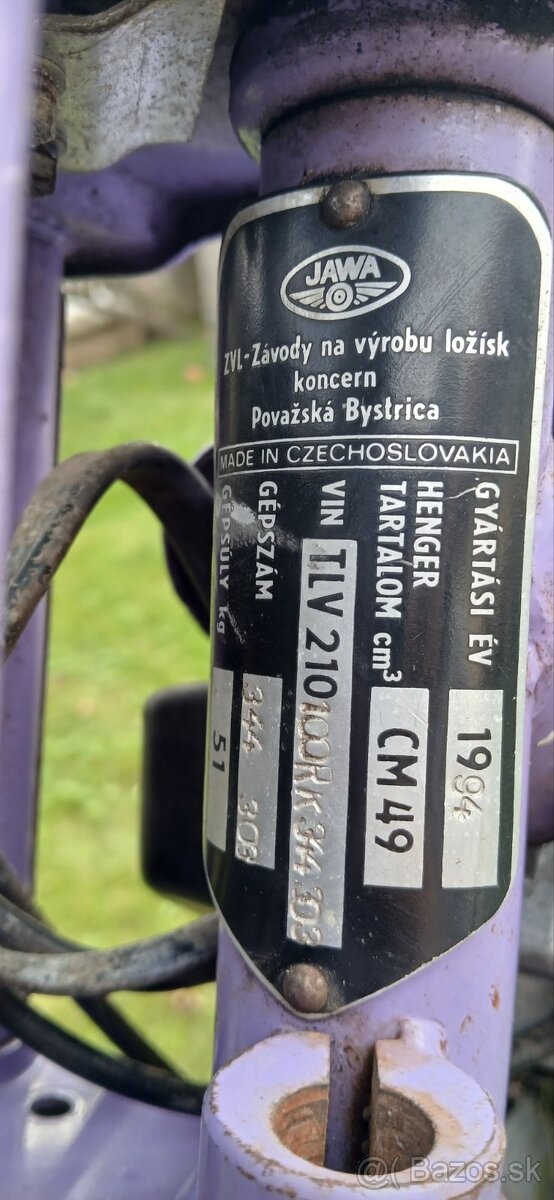 JAWA
ZVL-Závody na výrobu ložísk
koncern
Považská Bystrica
MADE IN CZECHOSLOVAKIA
GYÁRTÁSI ÉV 1994
HENGER
TARTALOM cm³ CM 49
VIN TLV 210100RK344303
GÉPSZÁM 344 303
GÉPSÚLY kg 51
@ Bazos.sk